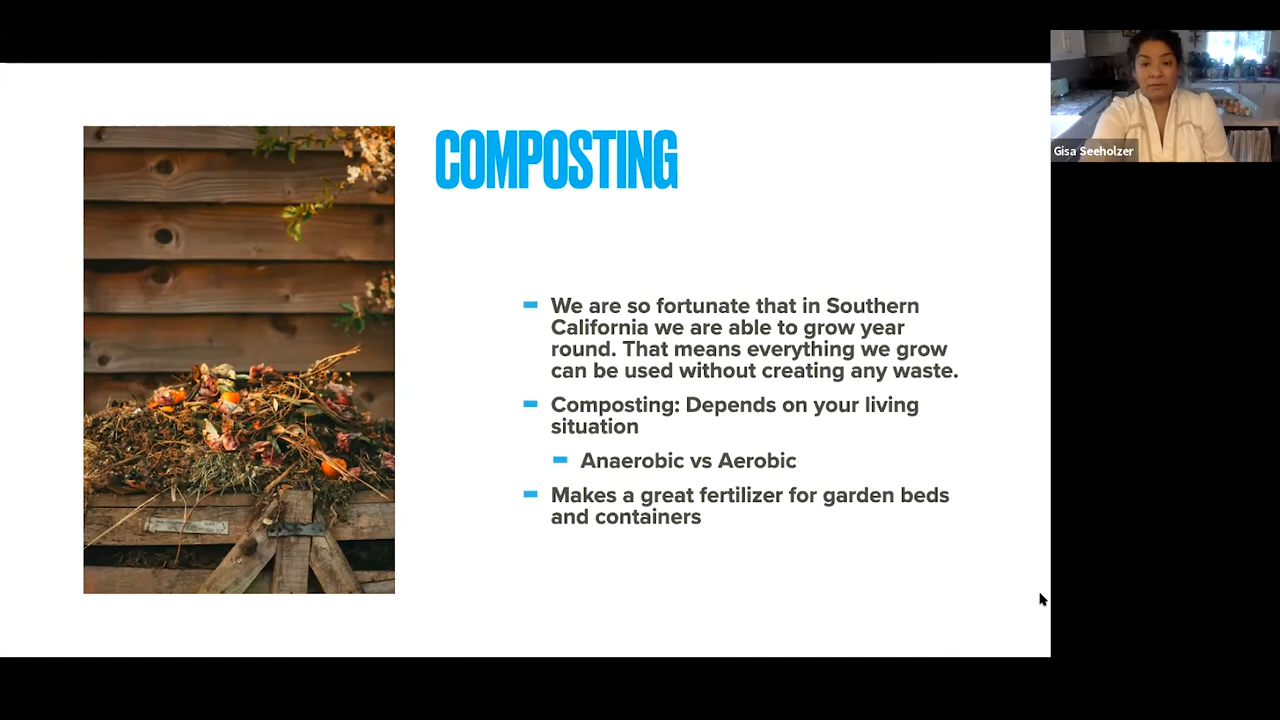 COMPOSTING
Gisa Seeholzer
We are so fortunate that in Southern
California we are able to grow year
round. That means everything we grow
can be used without creating any waste.
Composting: Depends on your living
situation
Anaerobic vs Aerobic
Makes a great fertilizer for garden beds
and containers